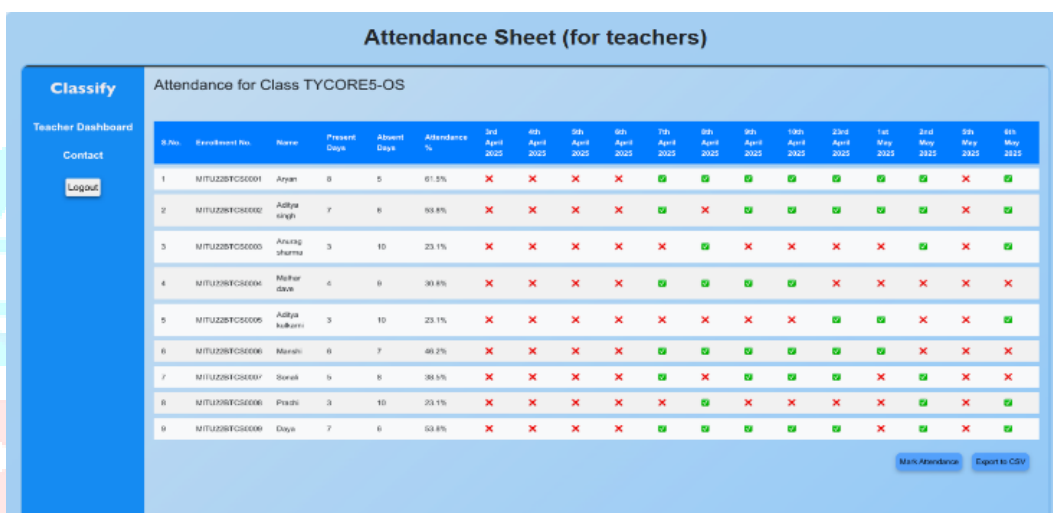 Attendance Sheet (for teachers)
Classify
Teacher Dashboard
Contact
Logout
Attendance for Class TYCORE5-OS
S.No. Enrollment No. Name Present Days Absent Days Attendance % 3rd April 2025 4th April 2025 5th April 2025 6th April 2025 7th April 2025 8th April 2025 9th April 2025 10th April 2025 23rd April 2025 1st May 2025 2nd May 2025 5th May 2025 6th May 2025
1 MITU22BTCS0001 Aryan 8 5 61.5% ❌ ❌ ❌ ❌ ✅ ✅ ✅ ✅ ✅ ✅ ✅ ❌ ✅
2 MITU22BTCS0002 Aditya singh 7 6 53.8% ❌ ❌ ❌ ❌ ✅ ❌ ✅ ✅ ✅ ✅ ✅ ❌ ✅
3 MITU22BTCS0003 Anurag sharma 3 10 23.1% ❌ ❌ ❌ ❌ ❌ ✅ ❌ ❌ ❌ ❌ ✅ ❌ ✅
4 MITU22BTCS0004 Malhar dave 4 9 30.8% ❌ ❌ ❌ ❌ ✅ ✅ ✅ ✅ ❌ ❌ ❌ ❌ ❌
5 MITU22BTCS0005 Aditya kulkarni 3 10 23.1% ❌ ❌ ❌ ❌ ❌ ❌ ❌ ❌ ✅ ✅ ❌ ❌ ✅
6 MITU22BTCS0006 Manshi 6 7 46.2% ❌ ❌ ❌ ❌ ✅ ✅ ✅ ✅ ✅ ✅ ❌ ❌ ❌
7 MITU22BTCS0007 Sonali 5 8 38.5% ❌ ❌ ❌ ❌ ✅ ❌ ✅ ✅ ✅ ❌ ✅ ❌ ❌
8 MITU22BTCS0008 Prachi 3 10 23.1% ❌ ❌ ❌ ❌ ❌ ✅ ❌ ❌ ❌ ❌ ✅ ❌ ✅
9 MITU22BTCS0009 Daya 7 6 53.8% ❌ ❌ ❌ ❌ ✅ ✅ ✅ ✅ ✅ ❌ ✅ ❌ ✅
Mark Attendance Export to CSV